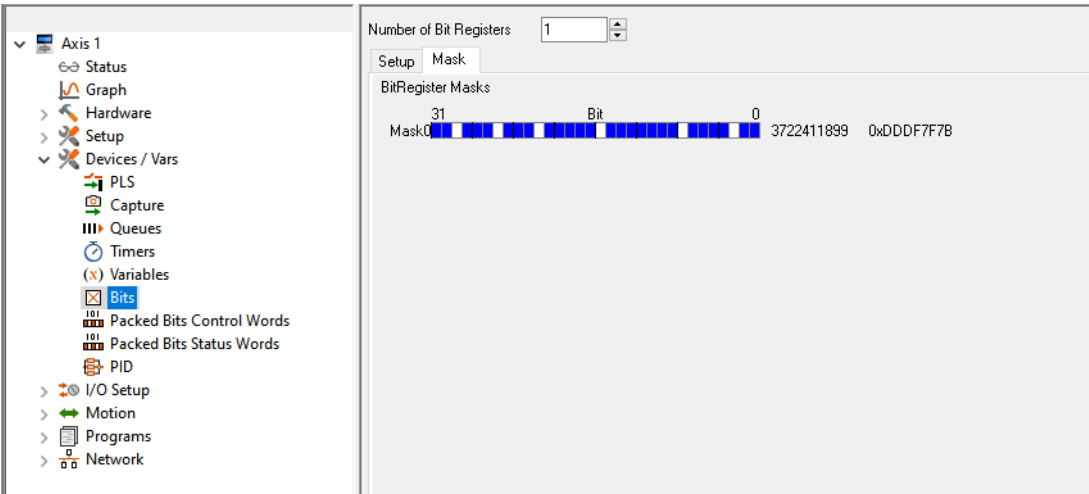 Axis 1
Status
Graph
Hardware
Setup
Devices / Vars
PLS
Capture
Queues
Timers
(x) Variables
Bits
101 Packed Bits Control Words
101 Packed Bits Status Words
PID
I/O Setup
Motion
Programs
Network
Number of Bit Registers 1
Setup Mask
BitRegister Masks
31 Bit 0
Mask0 3722411899 0xDDDF7F7B